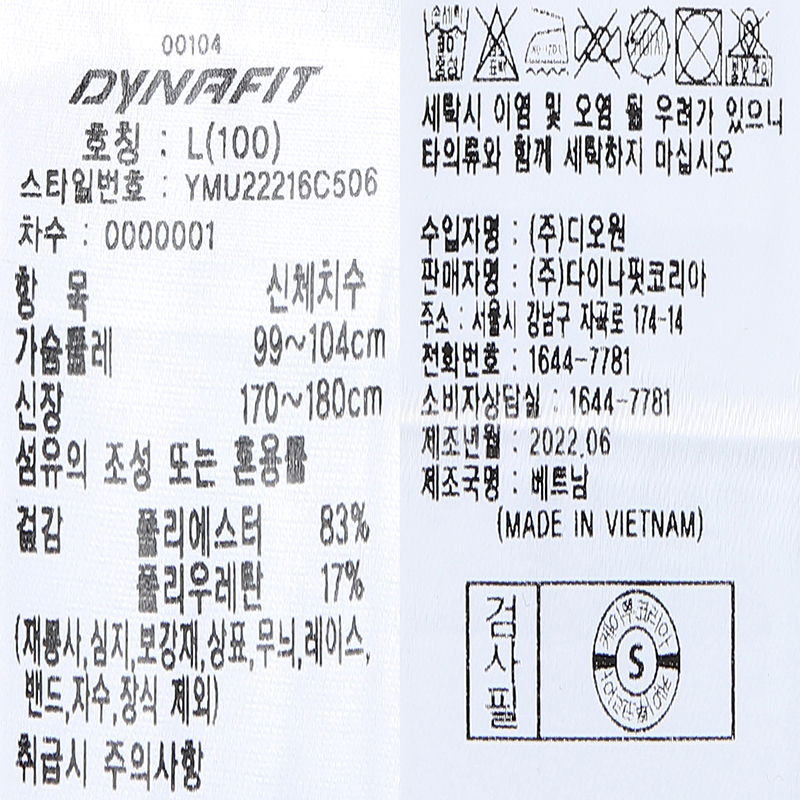 00104
DYNAFIT
호칭 : L(100)
스타일번호 : YMU22216C506
차수 : 0000001
항 목 신체치수
가슴둘레 99~104cm
신장 170~180cm
섬유의 조성 또는 혼용률
겉감 폴리에스터 83%
폴리우레탄 17%
(재봉사,심지,보강재,상표,무늬,레이스,
밴드,자수,장식 제외)
취급시 주의사항
손세탁
30
중성
표백
세탁시 이염 및 오염 될 우려가 있으니
타의류와 함께 세탁하지 마십시오
수입자명 : (주)디오원
판매자명 : (주)다이나핏코리아
주소 : 서울시 강남구 자곡로 174-14
전화번호 : 1644-7781
소비자상담실 : 1644-7781
제조년월 : 2022.06
제조국명 : 베트남
(MADE IN VIETNAM)
검사필
S